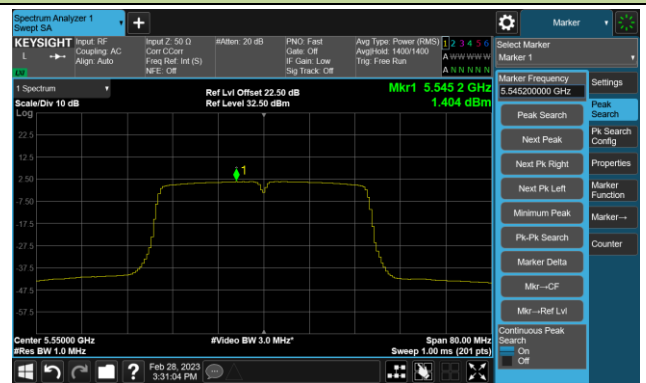 Spectrum Analyzer 1
Swept SA
Marker
KEYSIGHT
L
LW
Input: RF
Coupling: AC
Align: Auto
Input Z: 50 Ω
Corr CCorr
Freq Ref: Int (S)
NFE: Off
#Atten: 20 dB
PNO: Fast
Gate: Off
IF Gain: Low
Sig Track: Off
Avg Type: Power (RMS)
Avg|Hold: 1400/1400
Trig: Free Run
1 2 3 4 5 6
A W W W W W
A N N N N N
Select Marker
Marker 1
Marker Frequency
5.545200000 GHz
Settings
Peak Search
Peak
Search
Next Peak
Pk Search
Config
Next Pk Right
Properties
Next Pk Left
Marker
Function
Minimum Peak
Marker→
Pk-Pk Search
Counter
Marker Delta
Mkr→CF
Mkr→Ref Lvl
Continuous Peak
Search
On
Off
1 Spectrum
Scale/Div 10 dB
Log
Ref Lvl Offset 22.50 dB
Ref Level 32.50 dBm
Mkr1 5.545 2 GHz
1.404 dBm
22.5
12.5
1
2.50
-7.50
-17.5
-27.5
-37.5
-47.5
-57.5
Center 5.55000 GHz
#Res BW 1.0 MHz
#Video BW 3.0 MHz*
Span 80.00 MHz
Sweep 1.00 ms (201 pts)
?
Feb 28, 2023
3:31:04 PM